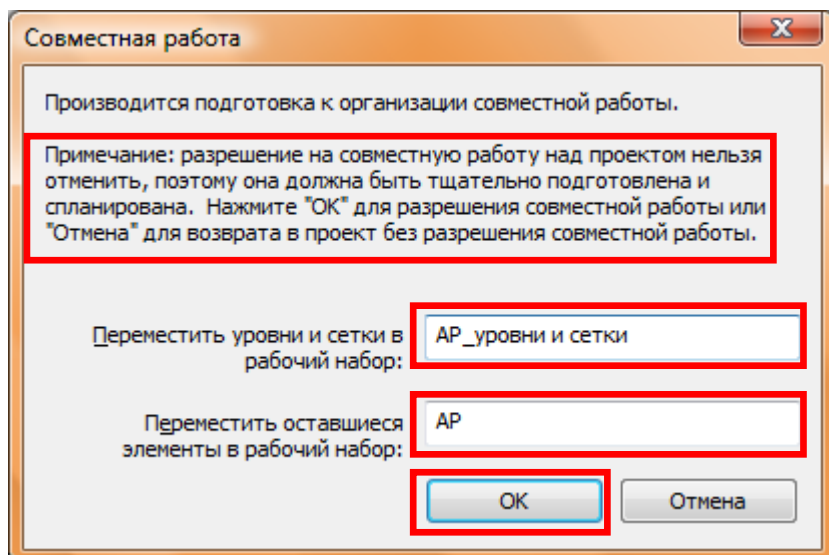 Совместная работа
Производится подготовка к организации совместной работы.
Примечание: разрешение на совместную работу над проектом нельзя
отменить, поэтому она должна быть тщательно подготовлена и
спланирована.  Нажмите "ОК" для разрешения совместной работы или
"Отмена" для возврата в проект без разрешения совместной работы.
Переместить уровни и сетки в
рабочий набор:
АР_уровни и сетки
Переместить оставшиеся
элементы в рабочий набор:
АР
ОК
Отмена